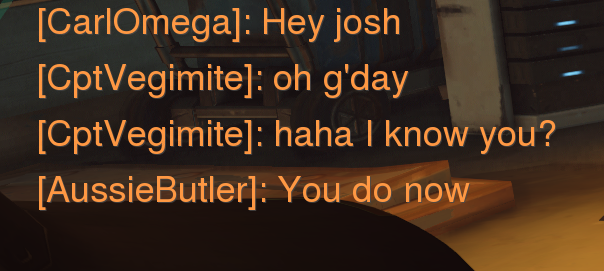 [CarlOmega]: Hey josh
[CptVegimite]: oh g'day
[CptVegimite]: haha I know you?
[AussieButler]: You do now